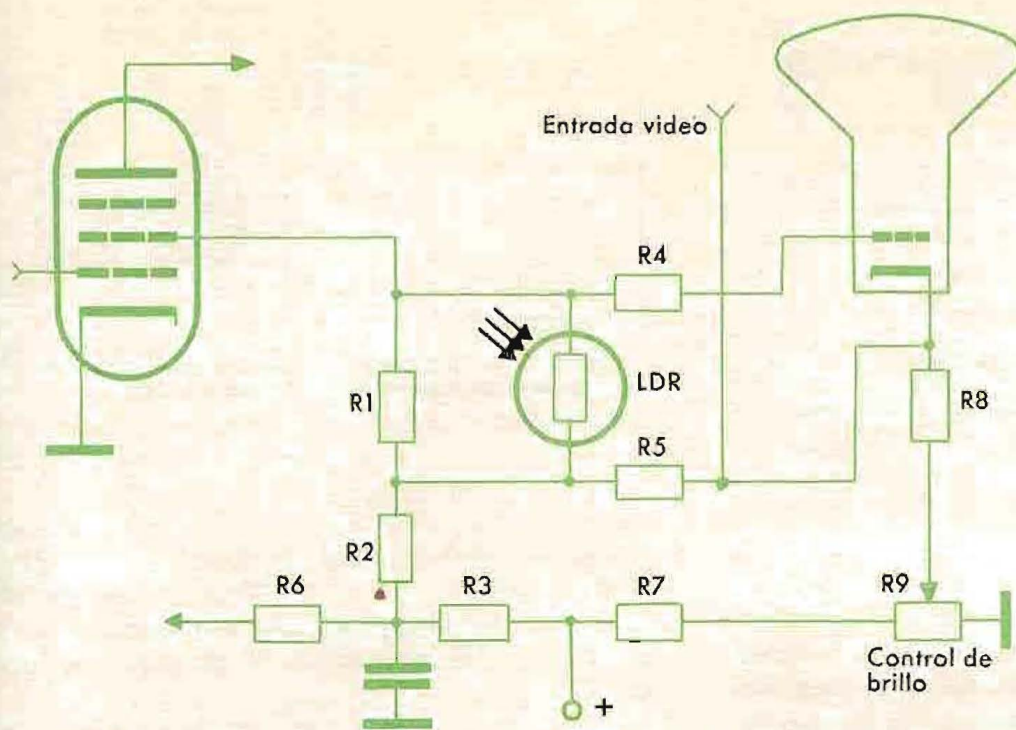 Entrada video
R4
LDR
R1
R8
R5
R2
R6
R3
R7
R9
Control de
brillo
+